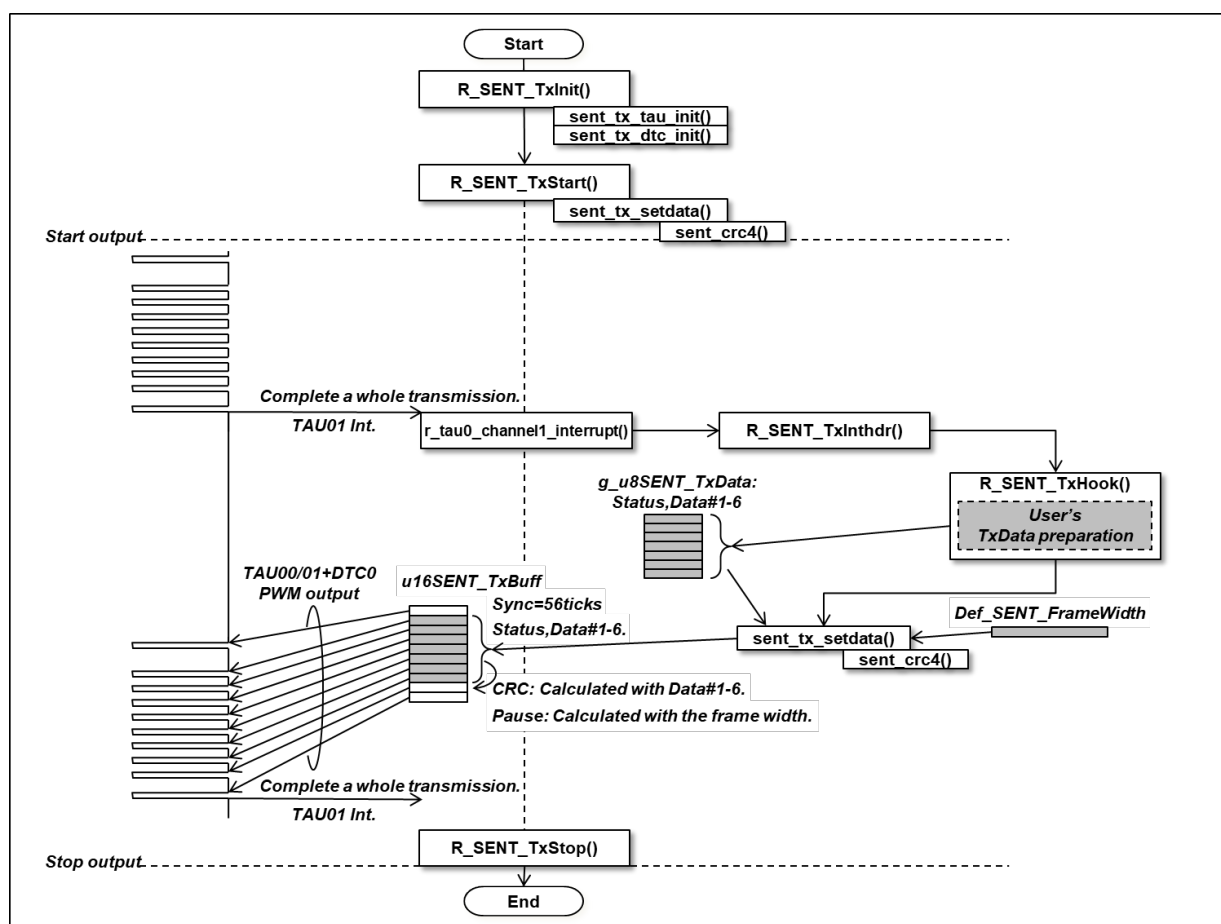 Start
R_SENT_TxInit()
sent_tx_tau_init()
sent_tx_dtc_init()
R_SENT_TxStart()
sent_tx_setdata()
sent_crc4()
Start output
Complete a whole transmission.
TAU01 Int.
r_tau0_channel1_interrupt()
R_SENT_TxInthdr()
R_SENT_TxHook()
User's
TxData preparation
g_u8SENT_TxData:
Status,Data#1-6
TAU00/01+DTC0
PWM output
u16SENT_TxBuff
Sync=56ticks
Status,Data#1-6.
Def_SENT_FrameWidth
sent_tx_setdata()
sent_crc4()
CRC: Calculated with Data#1-6.
Pause: Calculated with the frame width.
Complete a whole transmission.
TAU01 Int.
R_SENT_TxStop()
Stop output
End